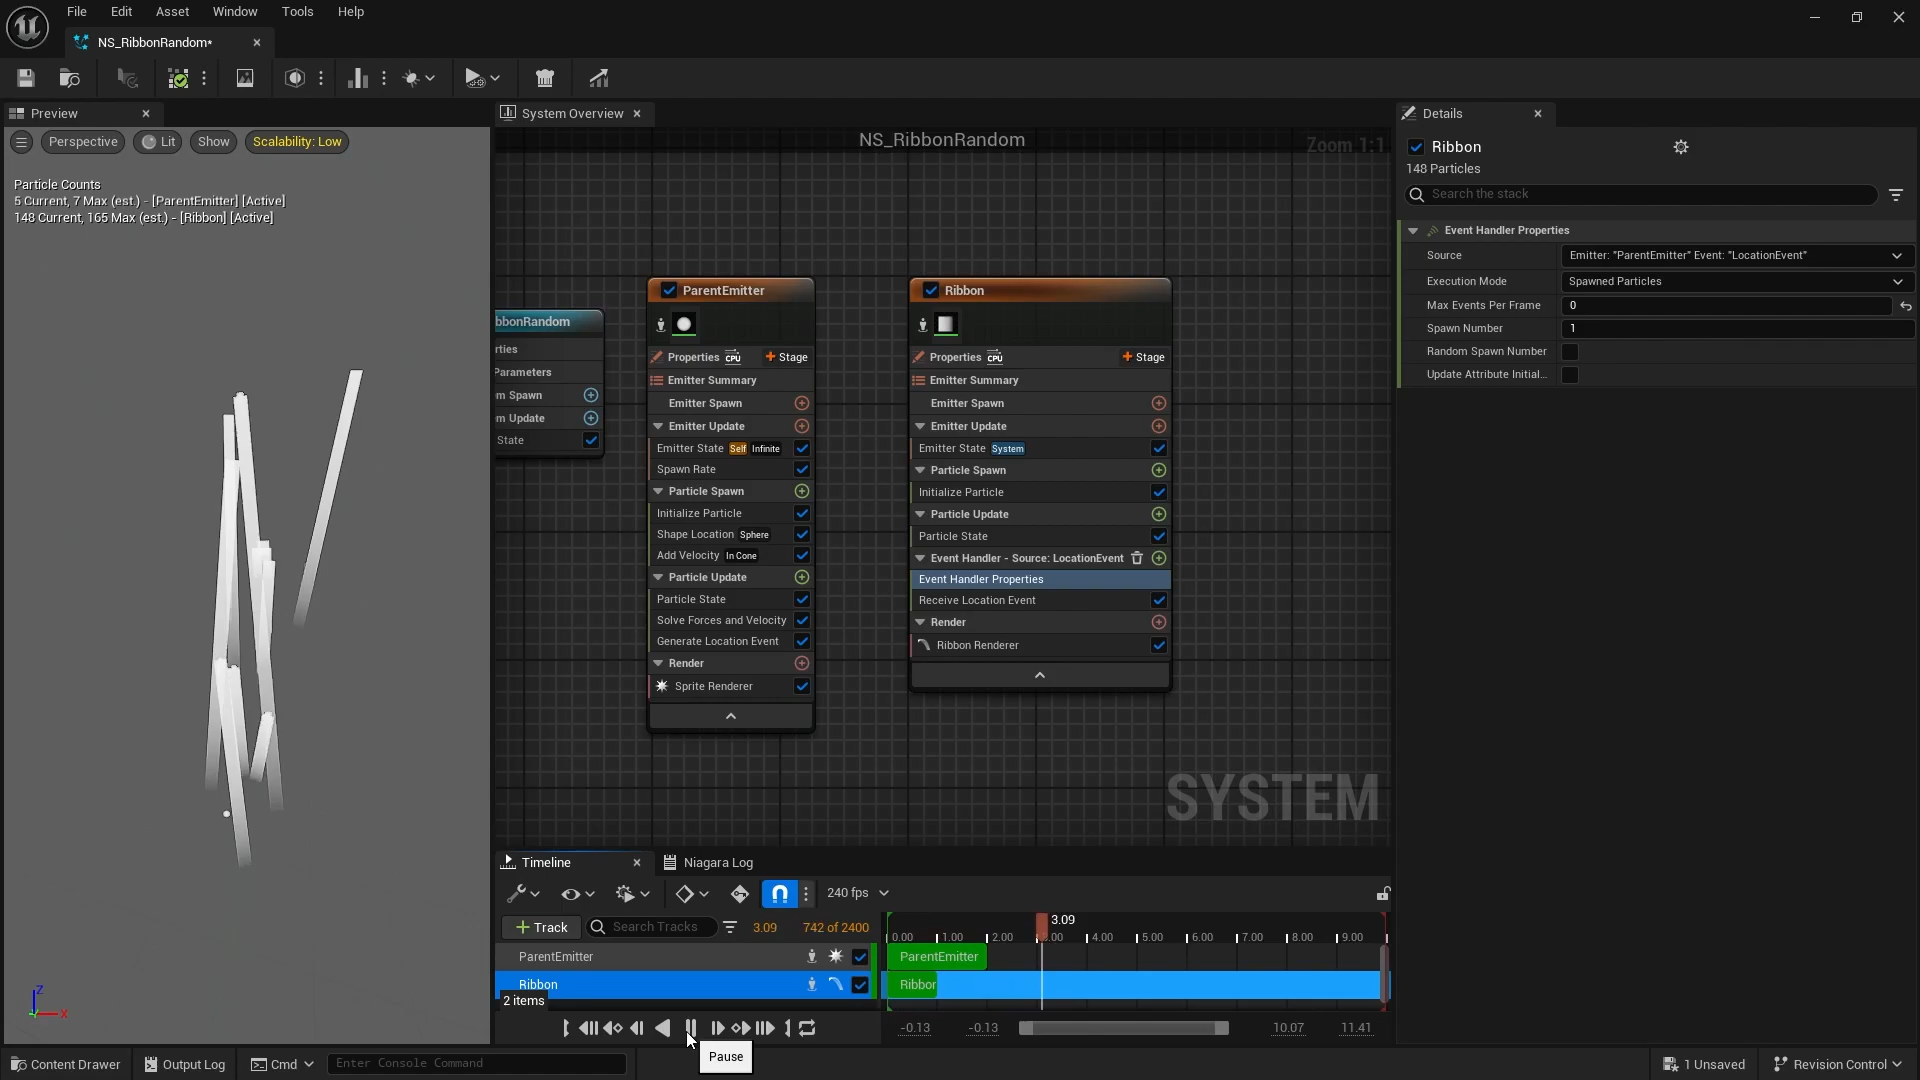 File Edit Asset Window Tools Help
NS_RibbonRandom*
Preview
System Overview
Details
Perspective Lit Show Scalability: Low
NS_RibbonRandom
Zoom 1:1
Particle Counts
5 Current, 7 Max (est.) - [ParentEmitter] [Active]
148 Current, 165 Max (est.) - [Ribbon] [Active]
bbonRandom
rties
Parameters
m Spawn
m Update
State
ParentEmitter
Properties CPU Stage
Emitter Summary
Emitter Spawn
Emitter Update
Emitter State Self Infinite
Spawn Rate
Particle Spawn
Initialize Particle
Shape Location Sphere
Add Velocity In Cone
Particle Update
Particle State
Solve Forces and Velocity
Generate Location Event
Render
Sprite Renderer
Ribbon
Properties CPU Stage
Emitter Summary
Emitter Spawn
Emitter Update
Emitter State System
Particle Spawn
Initialize Particle
Particle Update
Particle State
Event Handler - Source: LocationEvent
Event Handler Properties
Receive Location Event
Render
Ribbon Renderer
SYSTEM
Ribbon
148 Particles
Search the stack
Event Handler Properties
Source Emitter: "ParentEmitter" Event: "LocationEvent"
Execution Mode Spawned Particles
Max Events Per Frame 0
Spawn Number 1
Random Spawn Number
Update Attribute Initial...
Timeline Niagara Log
240 fps
Track Search Tracks 3.09 742 of 2400
3.09
0.00 1.00 2.00 3.00 4.00 5.00 6.00 7.00 8.00 9.00
ParentEmitter ParentEmitter
Ribbon Ribbor
2 items
-0.13 -0.13 10.07 11.41
Pause
Z
X
Content Drawer Output Log Cmd Enter Console Command 1 Unsaved Revision Control